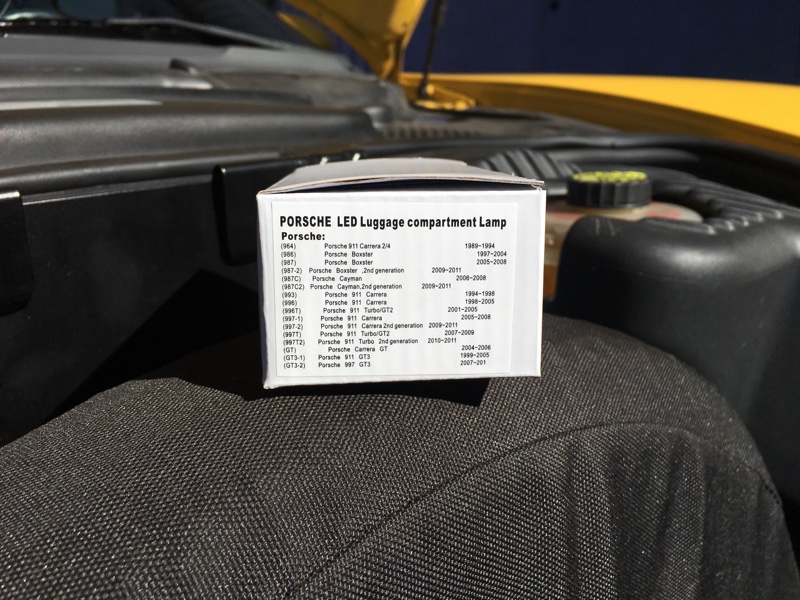 PORSCHE LED Luggage compartment Lamp
Porsche:
(964) Porsche 911 Carrera 2/4 1989~1994
(986) Porsche Boxster 1997~2004
(987) Porsche Boxster 2005~2008
(987-2) Porsche Boxster ,2nd generation 2009~2011
(987C) Porsche Cayman 2006~2008
(987C2) Porsche Cayman,2nd generation 2009~2011
(993) Porsche 911 Carrera 1994~1998
(996) Porsche 911 Carrera 1998~2005
(996T) Porsche 911 Turbo/GT2 2001~2005
(997-1) Porsche 911 Carrera 2005~2008
(997-2) Porsche 911 Carrera 2nd generation 2009~2011
(997T) Porsche 911 Turbo/GT2 2007~2009
(997T2) Porsche 911 Turbo 2nd generation 2010~2011
(GT) Porsche Carrera GT 2004~2006
(GT3-1) Porsche 911 GT3 1999~2005
(GT3-2) Porsche 997 GT3 2007~201